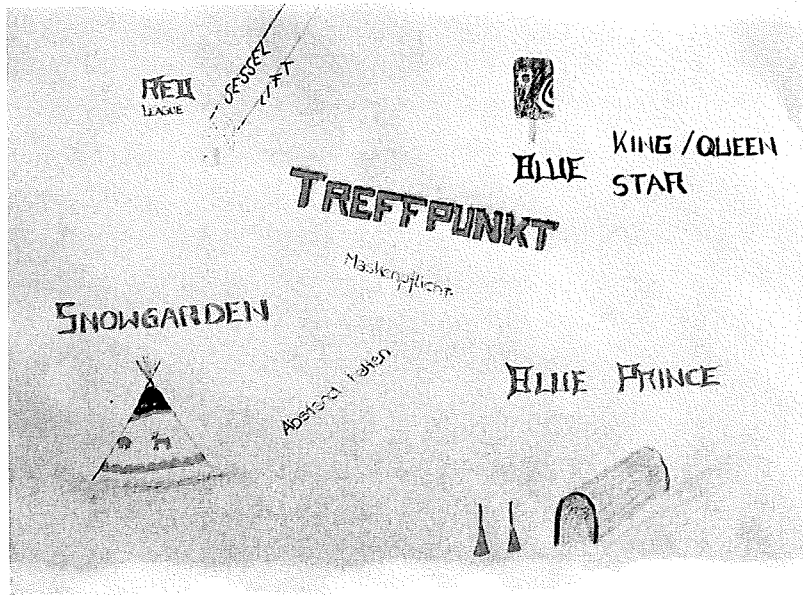 RED
LEAGUE
SESSEL
LIFT
BLUE KING / QUEEN
STAR
TREFFPUNKT
Maskenpflicht
SNOWGARDEN
Abstand halten
BLUE PRINCE